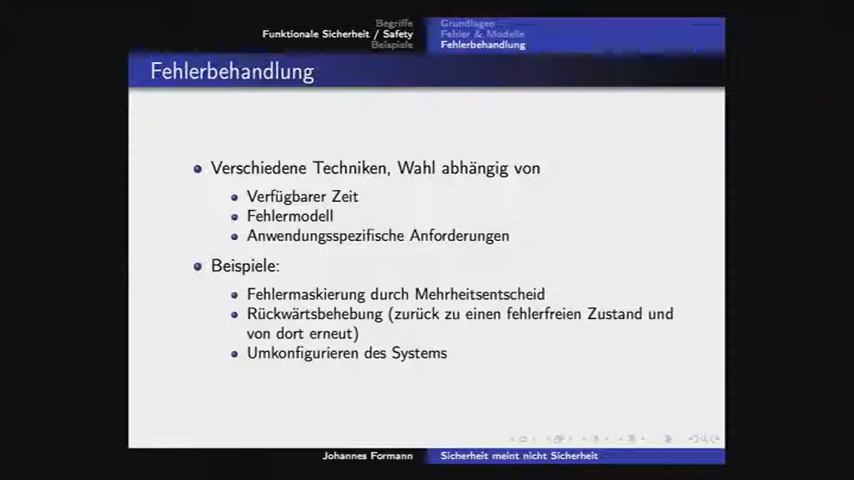 Begriffe
Funktionale Sicherheit / Safety
Beispiele
Grundlagen
Fehler & Modelle
Fehlerbehandlung
Fehlerbehandlung
Verschiedene Techniken, Wahl abhängig von
Verfügbarer Zeit
Fehlermodell
Anwendungsspezifische Anforderungen
Beispiele:
Fehlermaskierung durch Mehrheitsentscheid
Rückwärtsbehebung (zurück zu einen fehlerfreien Zustand und
von dort erneut)
Umkonfigurieren des Systems
Johannes Formann
Sicherheit meint nicht Sicherheit